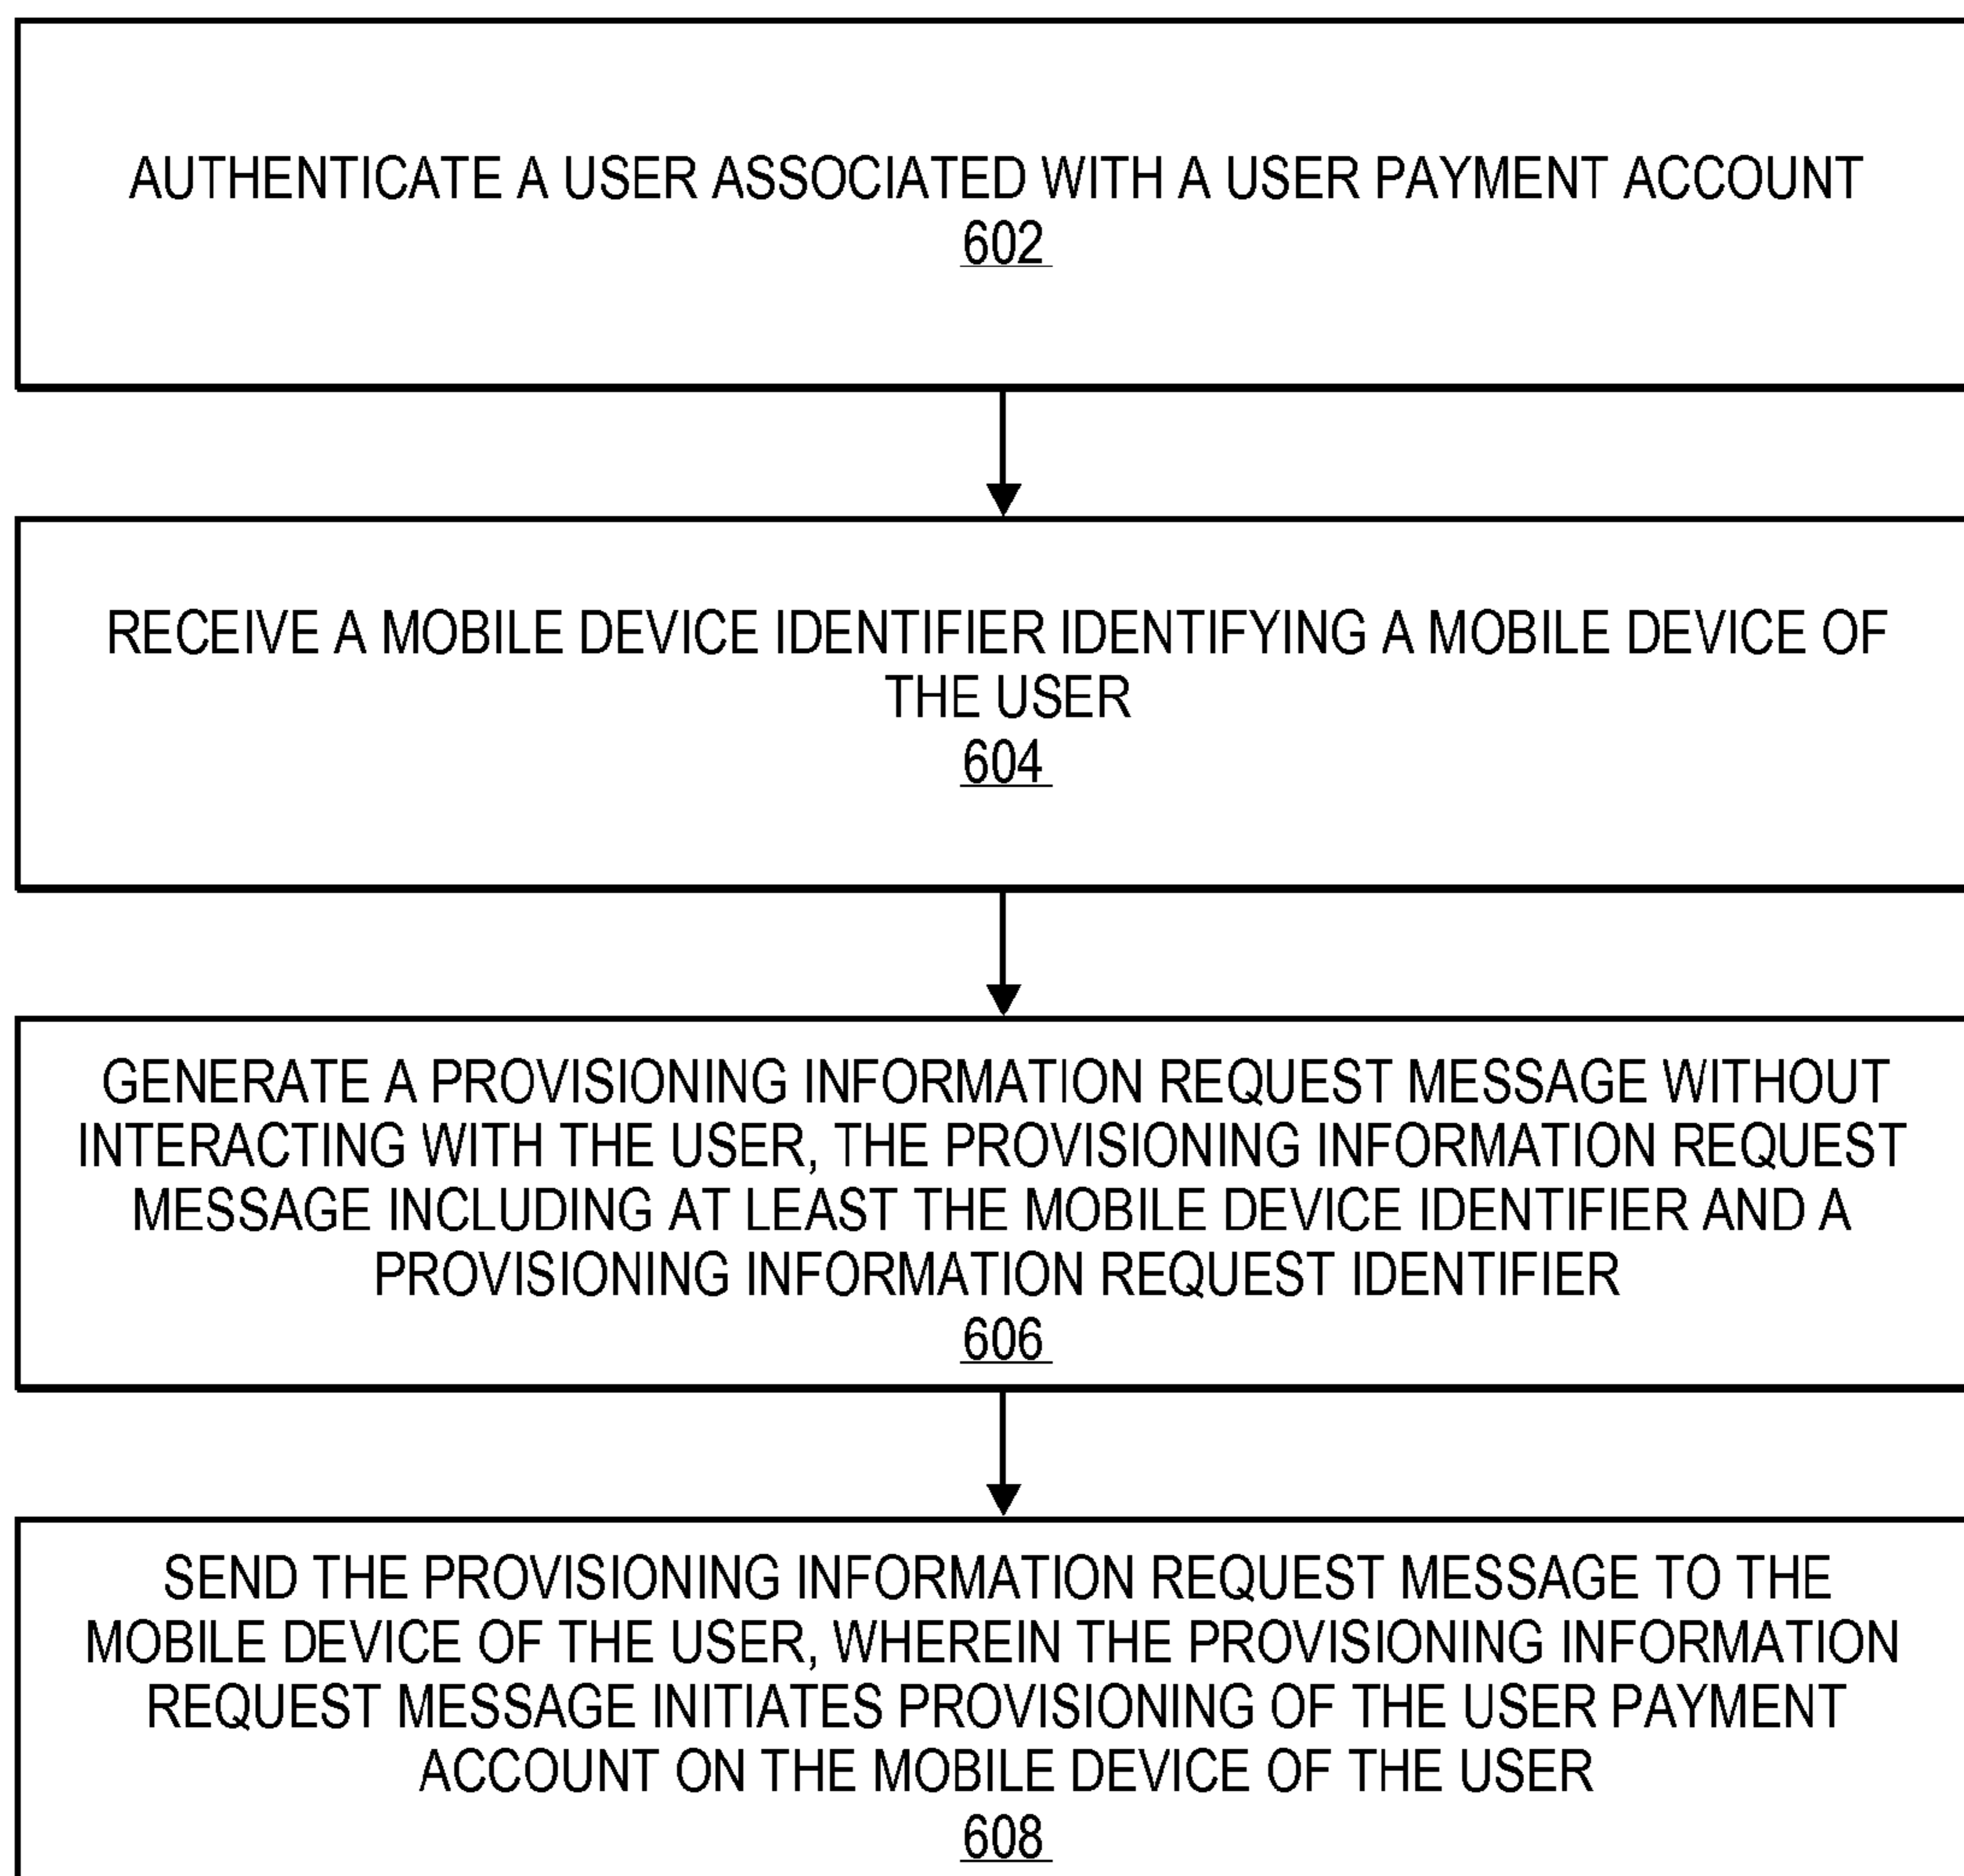 AUTHENTICATE A USER ASSOCIATED WITH A USER PAYMENT ACCOUNT
602
RECEIVE A MOBILE DEVICE IDENTIFIER IDENTIFYING A MOBILE DEVICE OF
THE USER
604
GENERATE A PROVISIONING INFORMATION REQUEST MESSAGE WITHOUT
INTERACTING WITH THE USER, THE PROVISIONING INFORMATION REQUEST
MESSAGE INCLUDING AT LEAST THE MOBILE DEVICE IDENTIFIER AND A
PROVISIONING INFORMATION REQUEST IDENTIFIER
606
SEND THE PROVISIONING INFORMATION REQUEST MESSAGE TO THE
MOBILE DEVICE OF THE USER, WHEREIN THE PROVISIONING INFORMATION
REQUEST MESSAGE INITIATES PROVISIONING OF THE USER PAYMENT
ACCOUNT ON THE MOBILE DEVICE OF THE USER
608